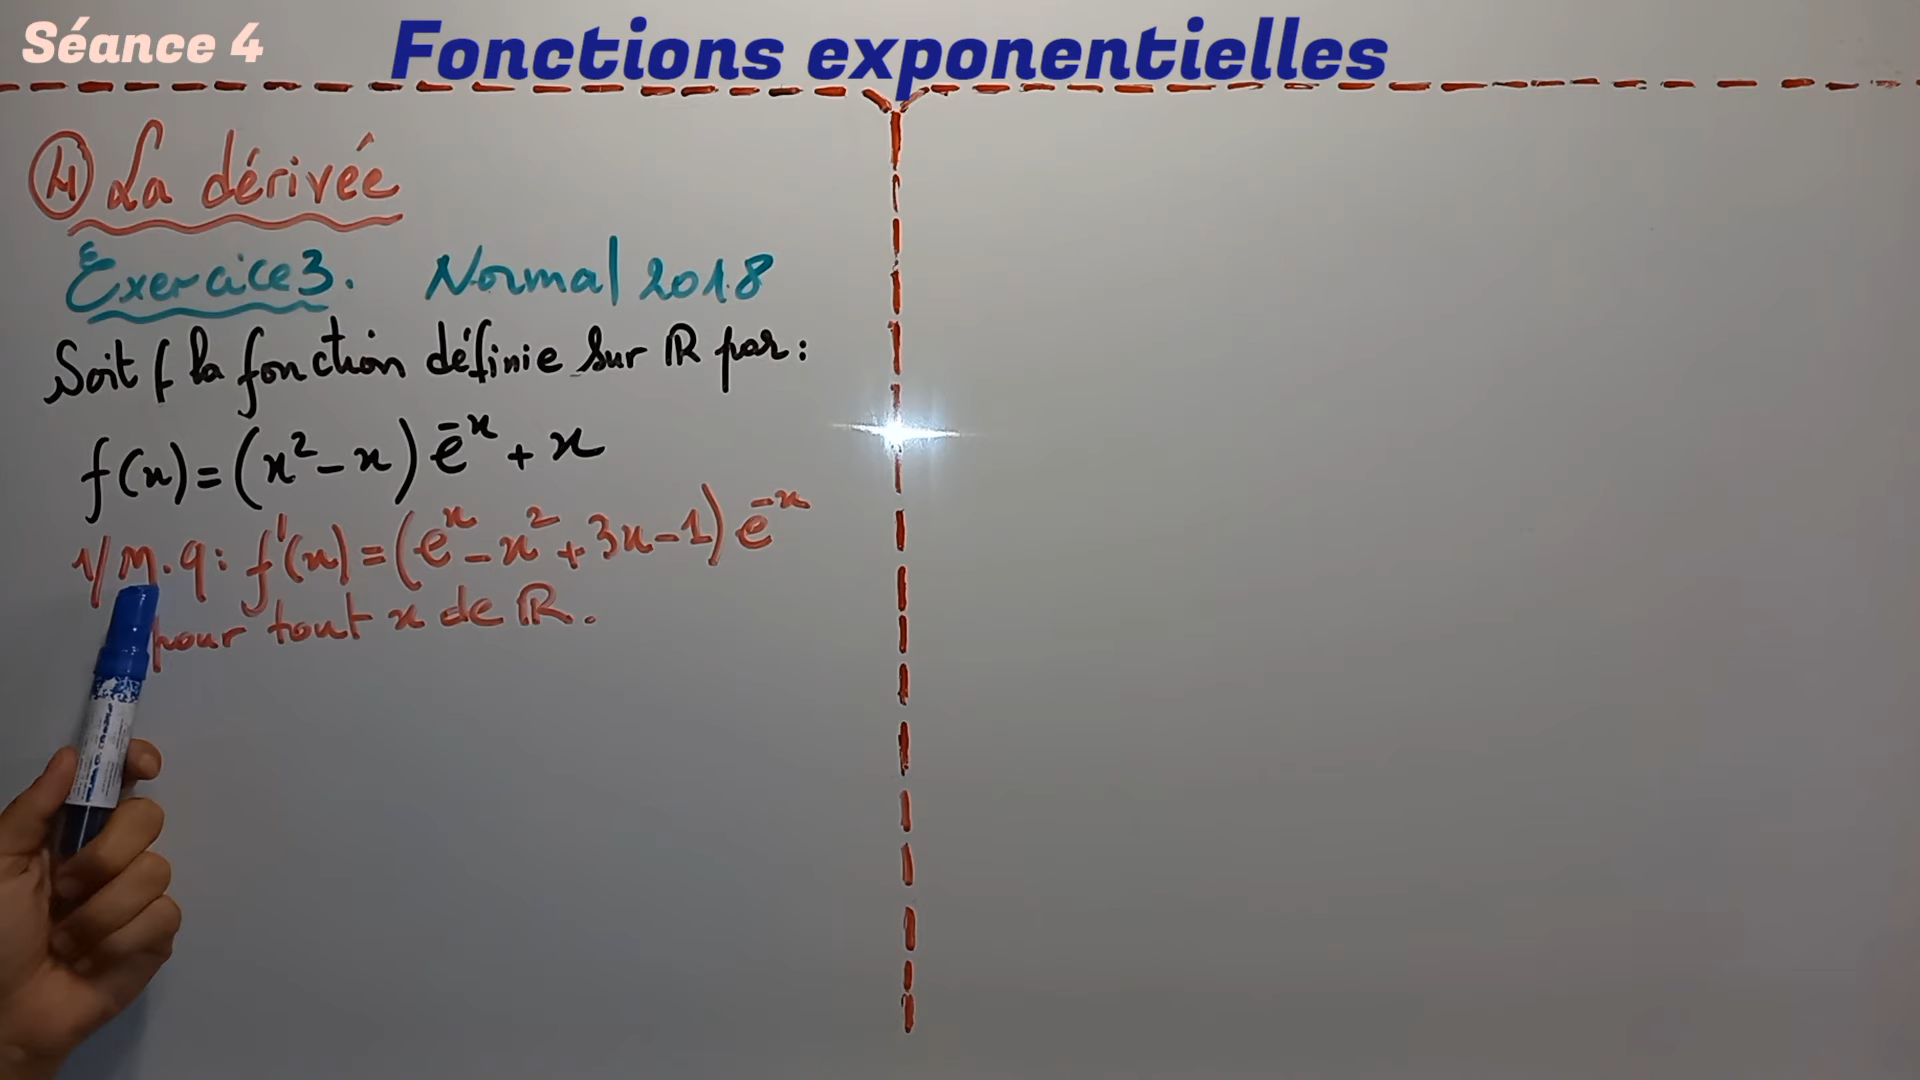 Séance 4
Fonctions exponentielles
4 La dérivée
Exercice 3. Normal 2018
Soit f la fonction définie sur ℝ par:
f(x)=(x²-x)e⁻ˣ+x
1/ M.q: f'(x)=(eˣ-x²+3x-1)e⁻ˣ
pour tout x de ℝ.